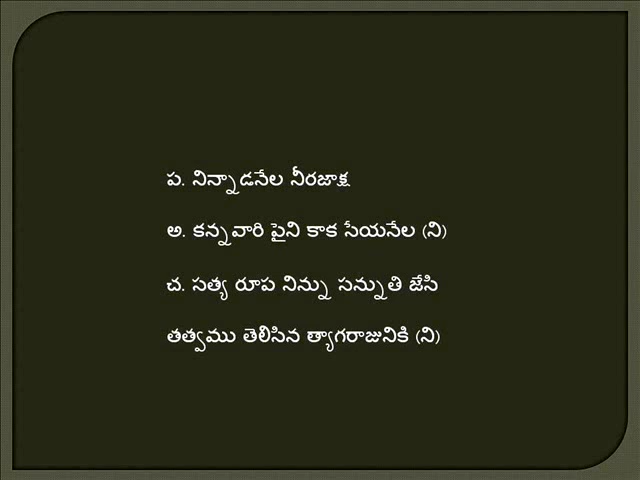 ప. నిన్నాడనేల నీరజాక్ష
అ. కన్నవారి పైని కాక సేయనేల (ని)
చ. సత్య రూప నిన్ను సన్నుతి జేసి
తత్వము తెలిసిన త్యాగరాజునికి (ని)